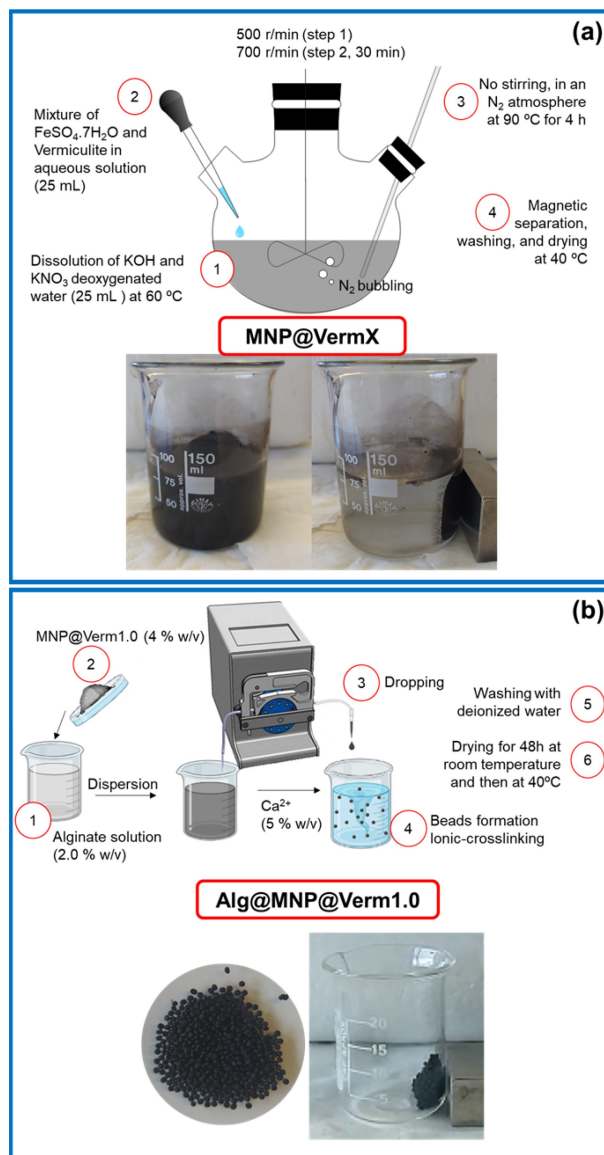 (a)
500 r/min (step 1)
700 r/min (step 2, 30 min)
2
Mixture of
FeSO₄.7H₂O and
Vermiculite in
aqueous solution
(25 mL)
3
No stirring, in an
N₂ atmosphere
at 90 ºC for 4 h
4
Magnetic
separation,
washing, and drying
at 40 ºC
Dissolution of KOH and
KNO₃ deoxygenated
water (25 mL ) at 60 ºC
1
N₂ bubbling
MNP@VermX
100
75
50
150
ml
approx. vol.
100
75
50
150
ml
approx. vol.
(b)
MNP@Verm1.0 (4 % w/v)
2
3
Dropping
Washing with
deionized water
5
Drying for 48h at
room temperature
and then at 40ºC
6
Dispersion
Ca²⁺
(5 % w/v)
1
Alginate solution
(2.0 % w/v)
4
Beads formation
Ionic-crosslinking
Alg@MNP@Verm1.0
20
15
10
5